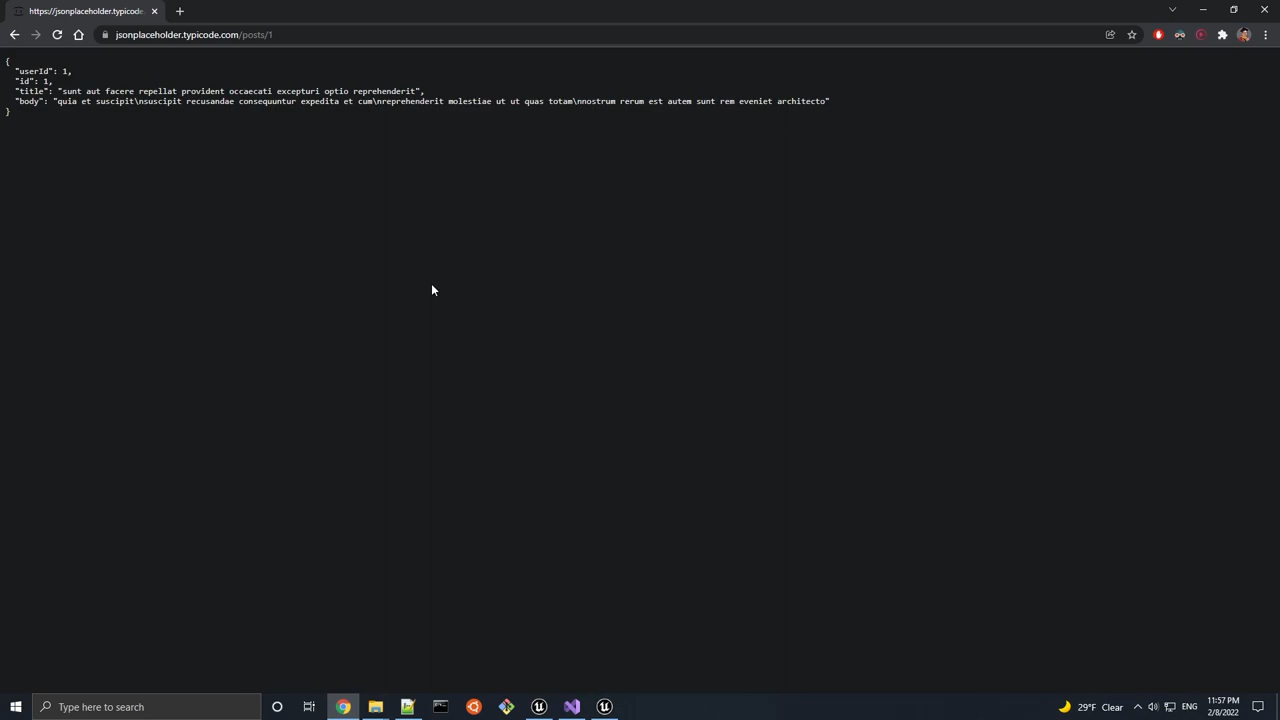 https://jsonplaceholder.typicode.
jsonplaceholder.typicode.com/posts/1
{
"userId": 1,
"id": 1,
"title": "sunt aut facere repellat provident occaecati excepturi optio reprehenderit",
"body": "quia et suscipit\nsuscipit recusandae consequuntur expedita et cum\nreprehenderit molestiae ut ut quas totam\nnostrum rerum est autem sunt rem eveniet architecto"
}
Type here to search
29°F Clear
ENG
11:57 PM
2/8/2022